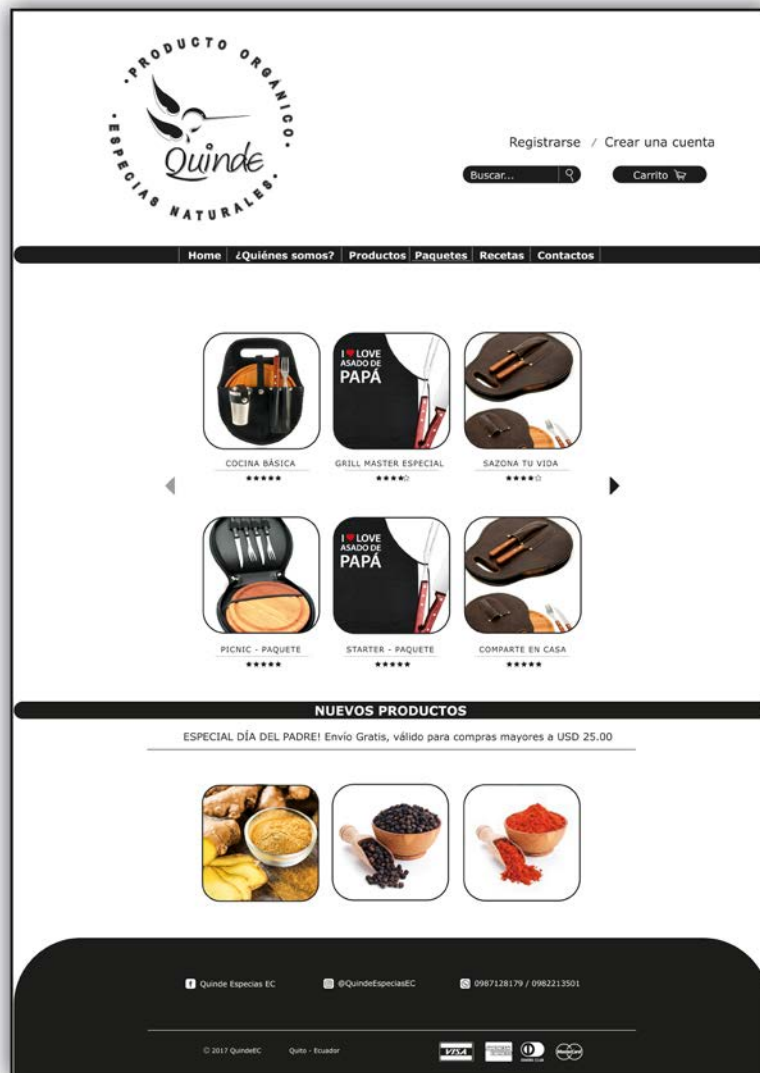 ·PRODUCTO ORGÁNICO·
Quinde
·ESPECIAS NATURALES·
Registrarse / Crear una cuenta
Buscar... Carrito
Home ¿Quiénes somos? Productos Paquetes Recetas Contactos
I ♥ LOVE
ASADO DE
PAPÁ
COCINA BÁSICA GRILL MASTER ESPECIAL SAZONA TU VIDA
★★★★★ ★★★★☆ ★★★★☆
I ♥ LOVE
ASADO DE
PAPÁ
PICNIC - PAQUETE STARTER - PAQUETE COMPARTE EN CASA
★★★★★ ★★★★★ ★★★★★
NUEVOS PRODUCTOS
ESPECIAL DÍA DEL PADRE! Envío Gratis, válido para compras mayores a USD 25.00
Quinde Especias EC @QuindeEspeciasEC 0987128179 / 0982213501
© 2017 QuindeEC Quito - Ecuador VISA MasterCard